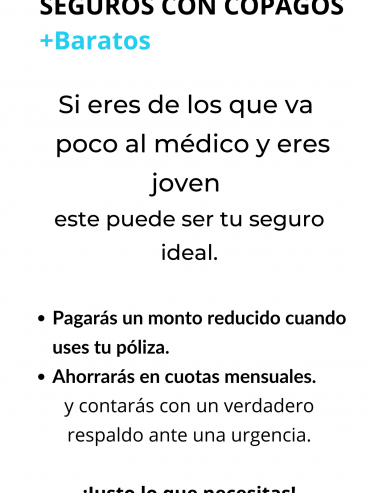 SEGUROS CON COPAGOS
+Baratos
Si eres de los que va
poco al médico y eres
joven
este puede ser tu seguro
ideal.
• Pagarás un monto reducido cuando
uses tu póliza.
• Ahorrarás en cuotas mensuales.
y contarás con un verdadero
respaldo ante una urgencia.
¡Justo lo que necesitas!